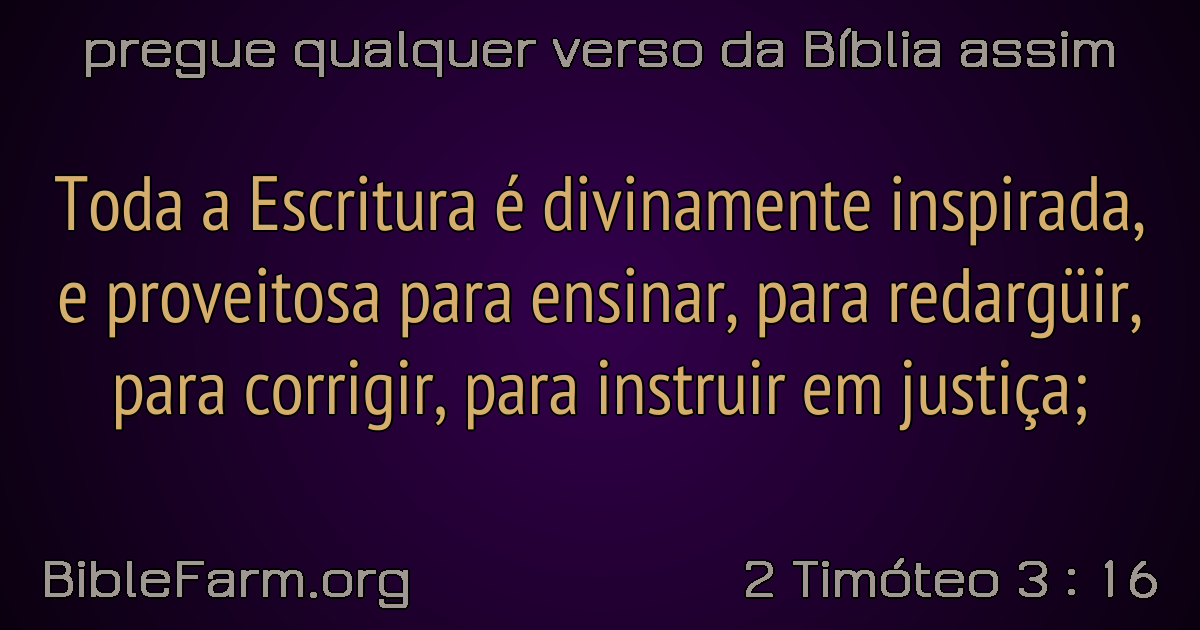 pregue qualquer verso da Bíblia assim
Toda a Escritura é divinamente inspirada,
e proveitosa para ensinar, para redargüir,
para corrigir, para instruir em justiça;
BibleFarm.org
2 Timóteo 3 : 16